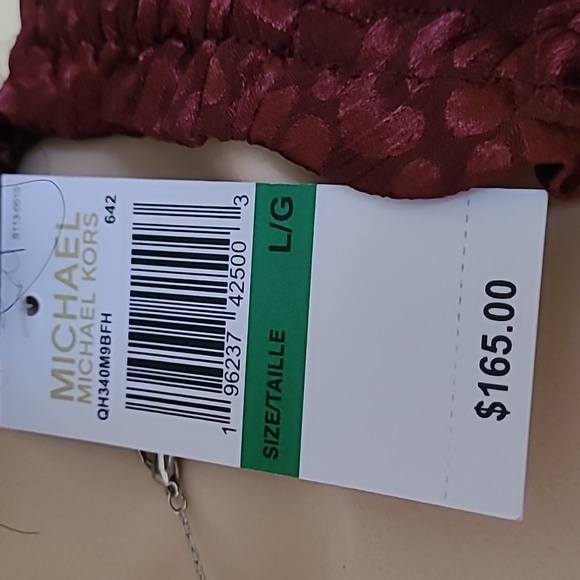 MICHAEL
MICHAEL KORS
QH340M9BFH 642
1 96237 42500 3
SIZE/TAILLE L/G
$165.00